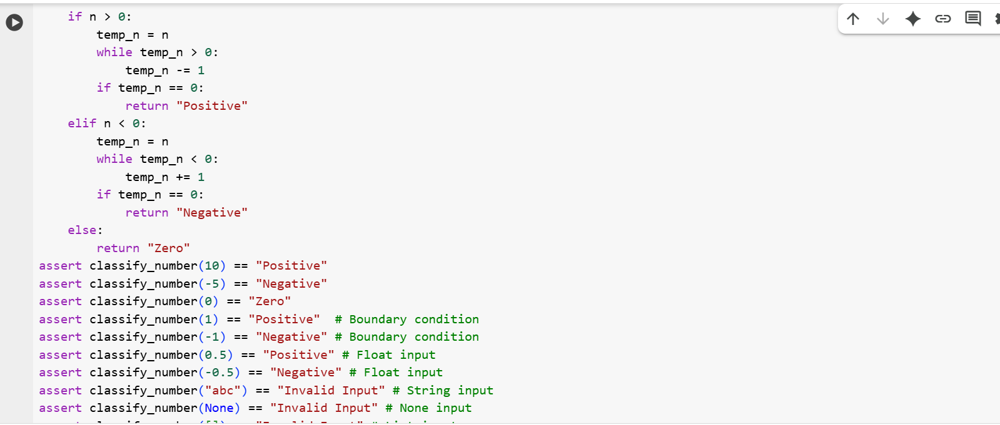 if n > 0:
        temp_n = n
        while temp_n > 0:
            temp_n -= 1
        if temp_n == 0:
            return "Positive"
    elif n < 0:
        temp_n = n
        while temp_n < 0:
            temp_n += 1
        if temp_n == 0:
            return "Negative"
    else:
        return "Zero"
assert classify_number(10) == "Positive"
assert classify_number(-5) == "Negative"
assert classify_number(0) == "Zero"
assert classify_number(1) == "Positive"  # Boundary condition
assert classify_number(-1) == "Negative" # Boundary condition
assert classify_number(0.5) == "Positive" # Float input
assert classify_number(-0.5) == "Negative" # Float input
assert classify_number("abc") == "Invalid Input" # String input
assert classify_number(None) == "Invalid Input" # None input